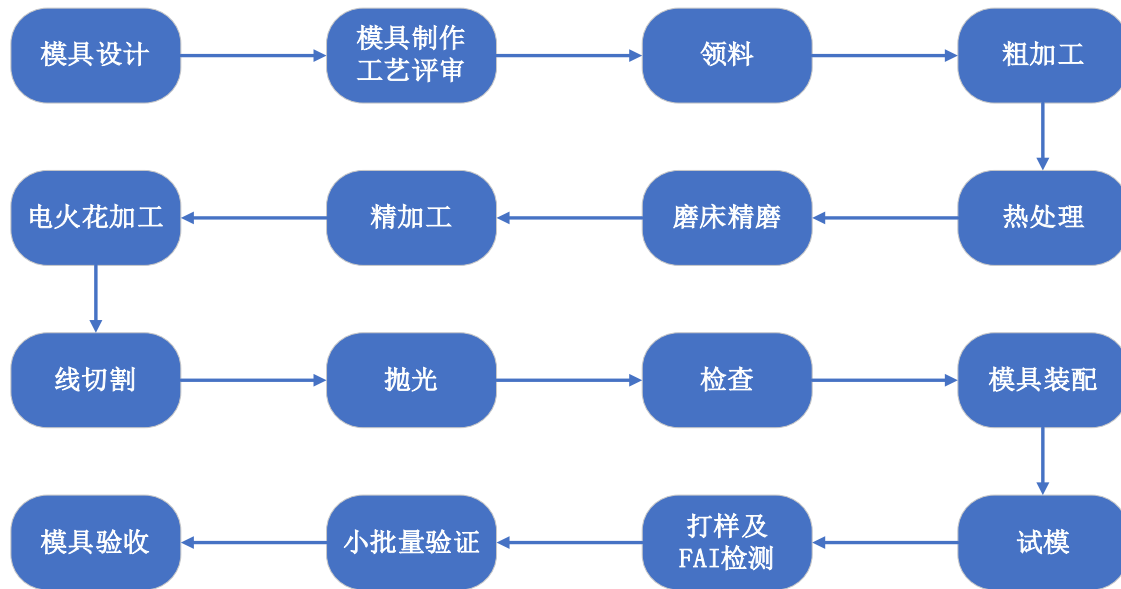 模具设计
模具制作
工艺评审
领料
粗加工
热处理
磨床精磨
精加工
电火花加工
线切割
抛光
检查
模具装配
试模
打样及
FAI检测
小批量验证
模具验收